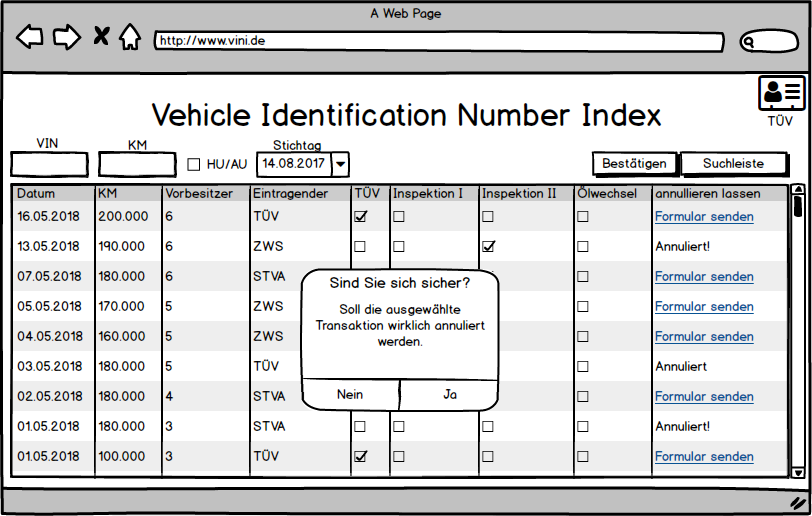 A Web Page
http://www.vini.de
TÜV
Vehicle Identification Number Index
VIN KM Stichtag
HU/AU 14.08.2017 Bestätigen Suchleiste
Datum KM Vorbesitzer Eintragender TÜV Inspektion I Inspektion II Ölwechsel annullieren lassen
16.05.2018 200.000 6 TÜV Formular senden
13.05.2018 190.000 6 ZWS Annuliert!
07.05.2018 180.000 6 STVA Formular senden
05.05.2018 170.000 5 ZWS Formular senden
04.05.2018 160.000 5 ZWS Formular senden
03.05.2018 180.000 5 TÜV Annuliert
02.05.2018 180.000 4 STVA Formular senden
01.05.2018 180.000 3 STVA Annuliert!
01.05.2018 100.000 3 TÜV Formular senden
Sind Sie sich sicher?
Soll die ausgewählte
Transaktion wirklich annuliert
werden.
Nein Ja